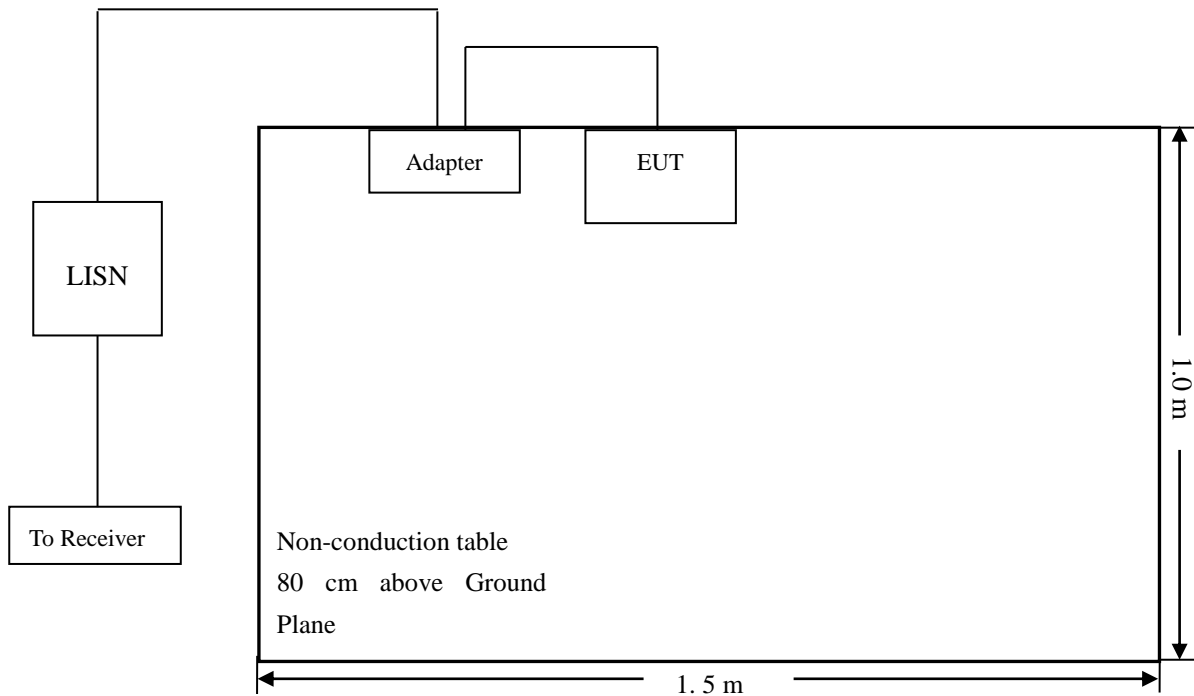 Adapter
EUT
LISN
1.0 m
To Receiver
Non-conduction table
80 cm above Ground
Plane
1. 5 m